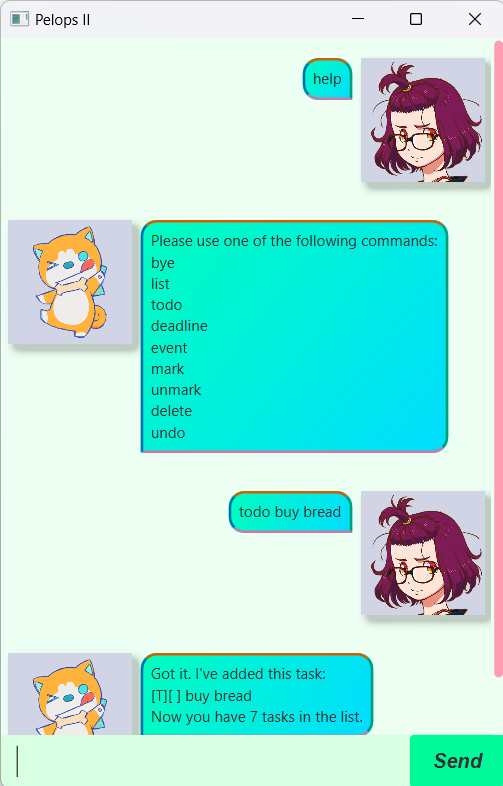 Pelops II
help
Please use one of the following commands:
bye
list
todo
deadline
event
mark
unmark
delete
undo
todo buy bread
Got it. I've added this task:
[T][ ] buy bread
Now you have 7 tasks in the list.
Send